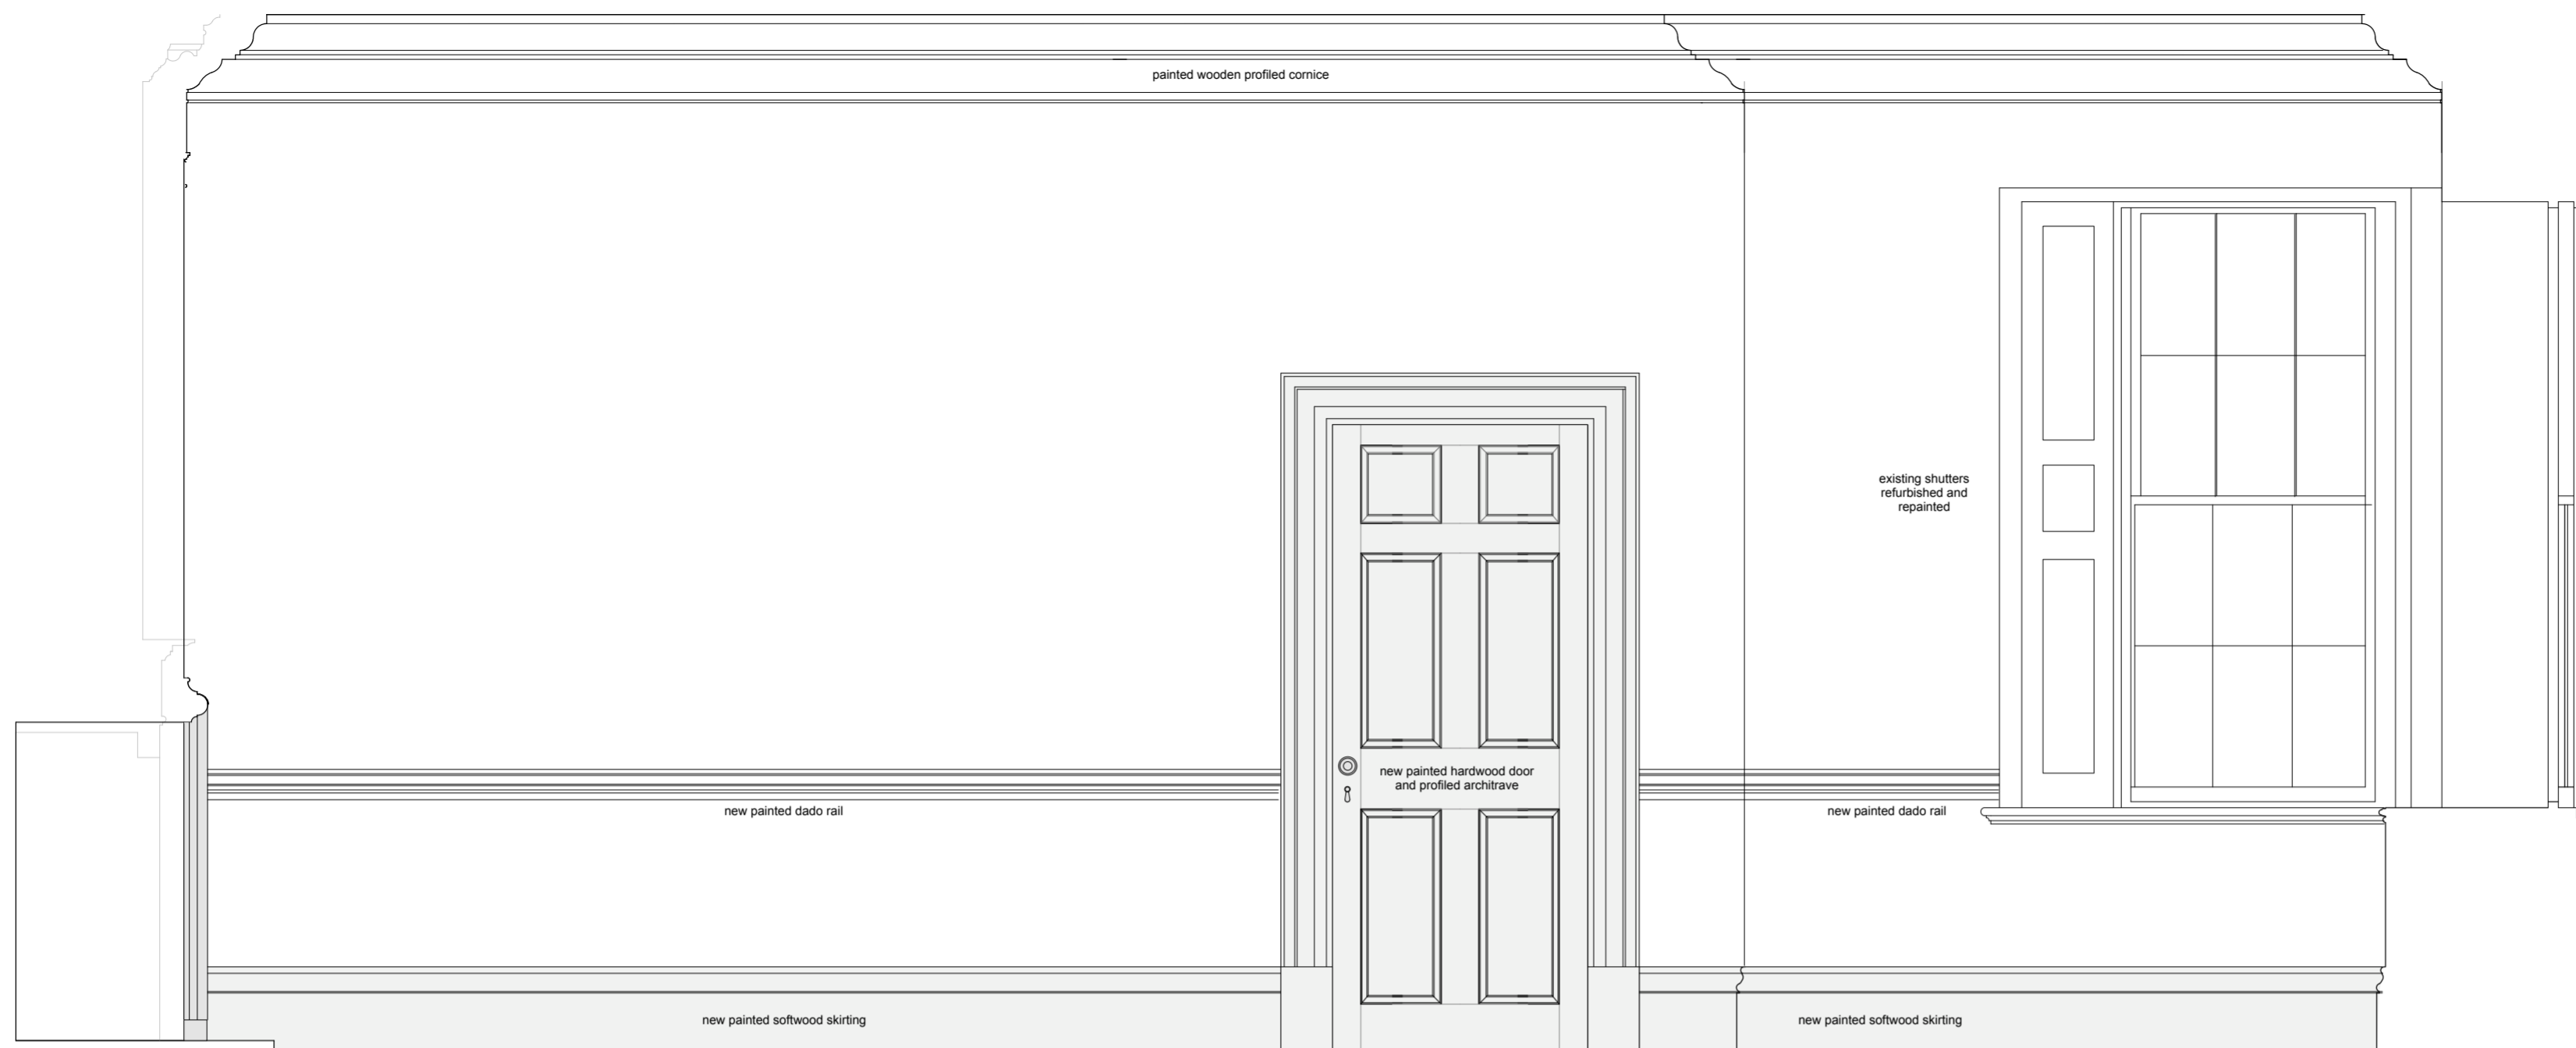 painted wooden profiled cornice
existing shutters
refurbished and
repainted
new painted hardwood door
and profiled architrave
new painted dado rail
new painted dado rail
new painted softwood skirting
new painted softwood skirting